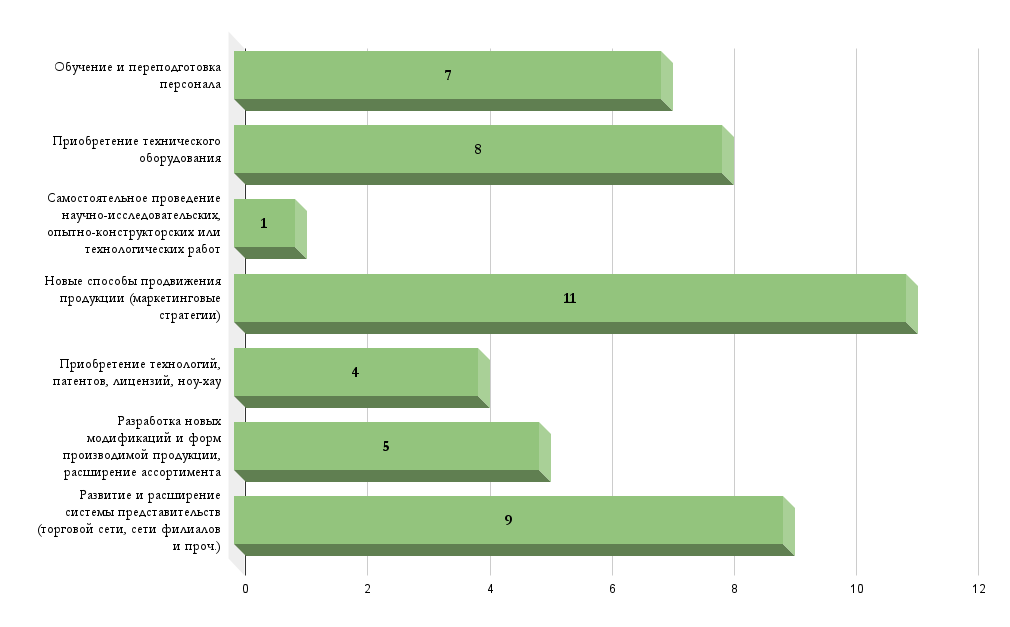 Обучение и переподготовка
персонала
7
Приобретение технического
оборудования
8
Самостоятельное проведение
научно-исследовательских,
опытно-конструкторских или
технологических работ
1
Новые способы продвижения
продукции (маркетинговые
стратегии)
11
Приобретение технологий,
патентов, лицензий, ноу-хау
4
Разработка новых
модификаций и форм
производимой продукции,
расширение ассортимента
5
Развитие и расширение
системы представительств
(торговой сети, сети филиалов
и проч.)
9
0 2 4 6 8 10 12